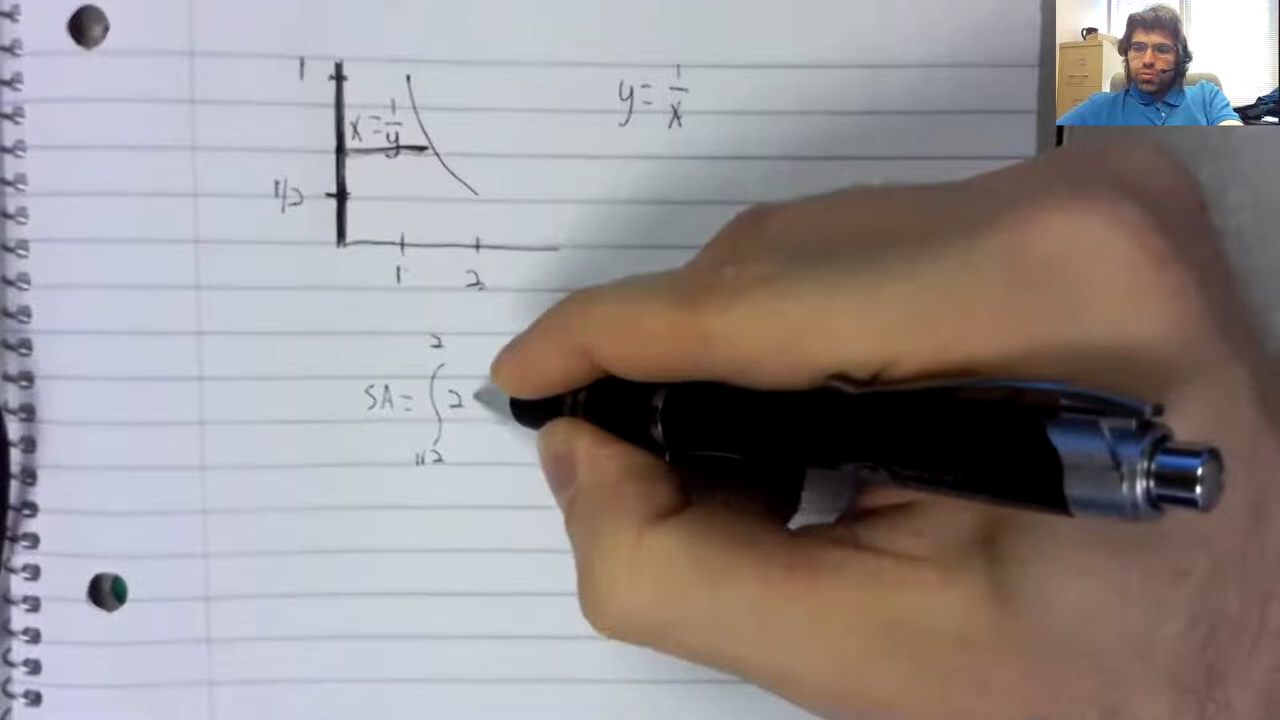 1
y = 1/x
x = 1/y
1/2
1 2
2
SA = ∫ 2
1/2